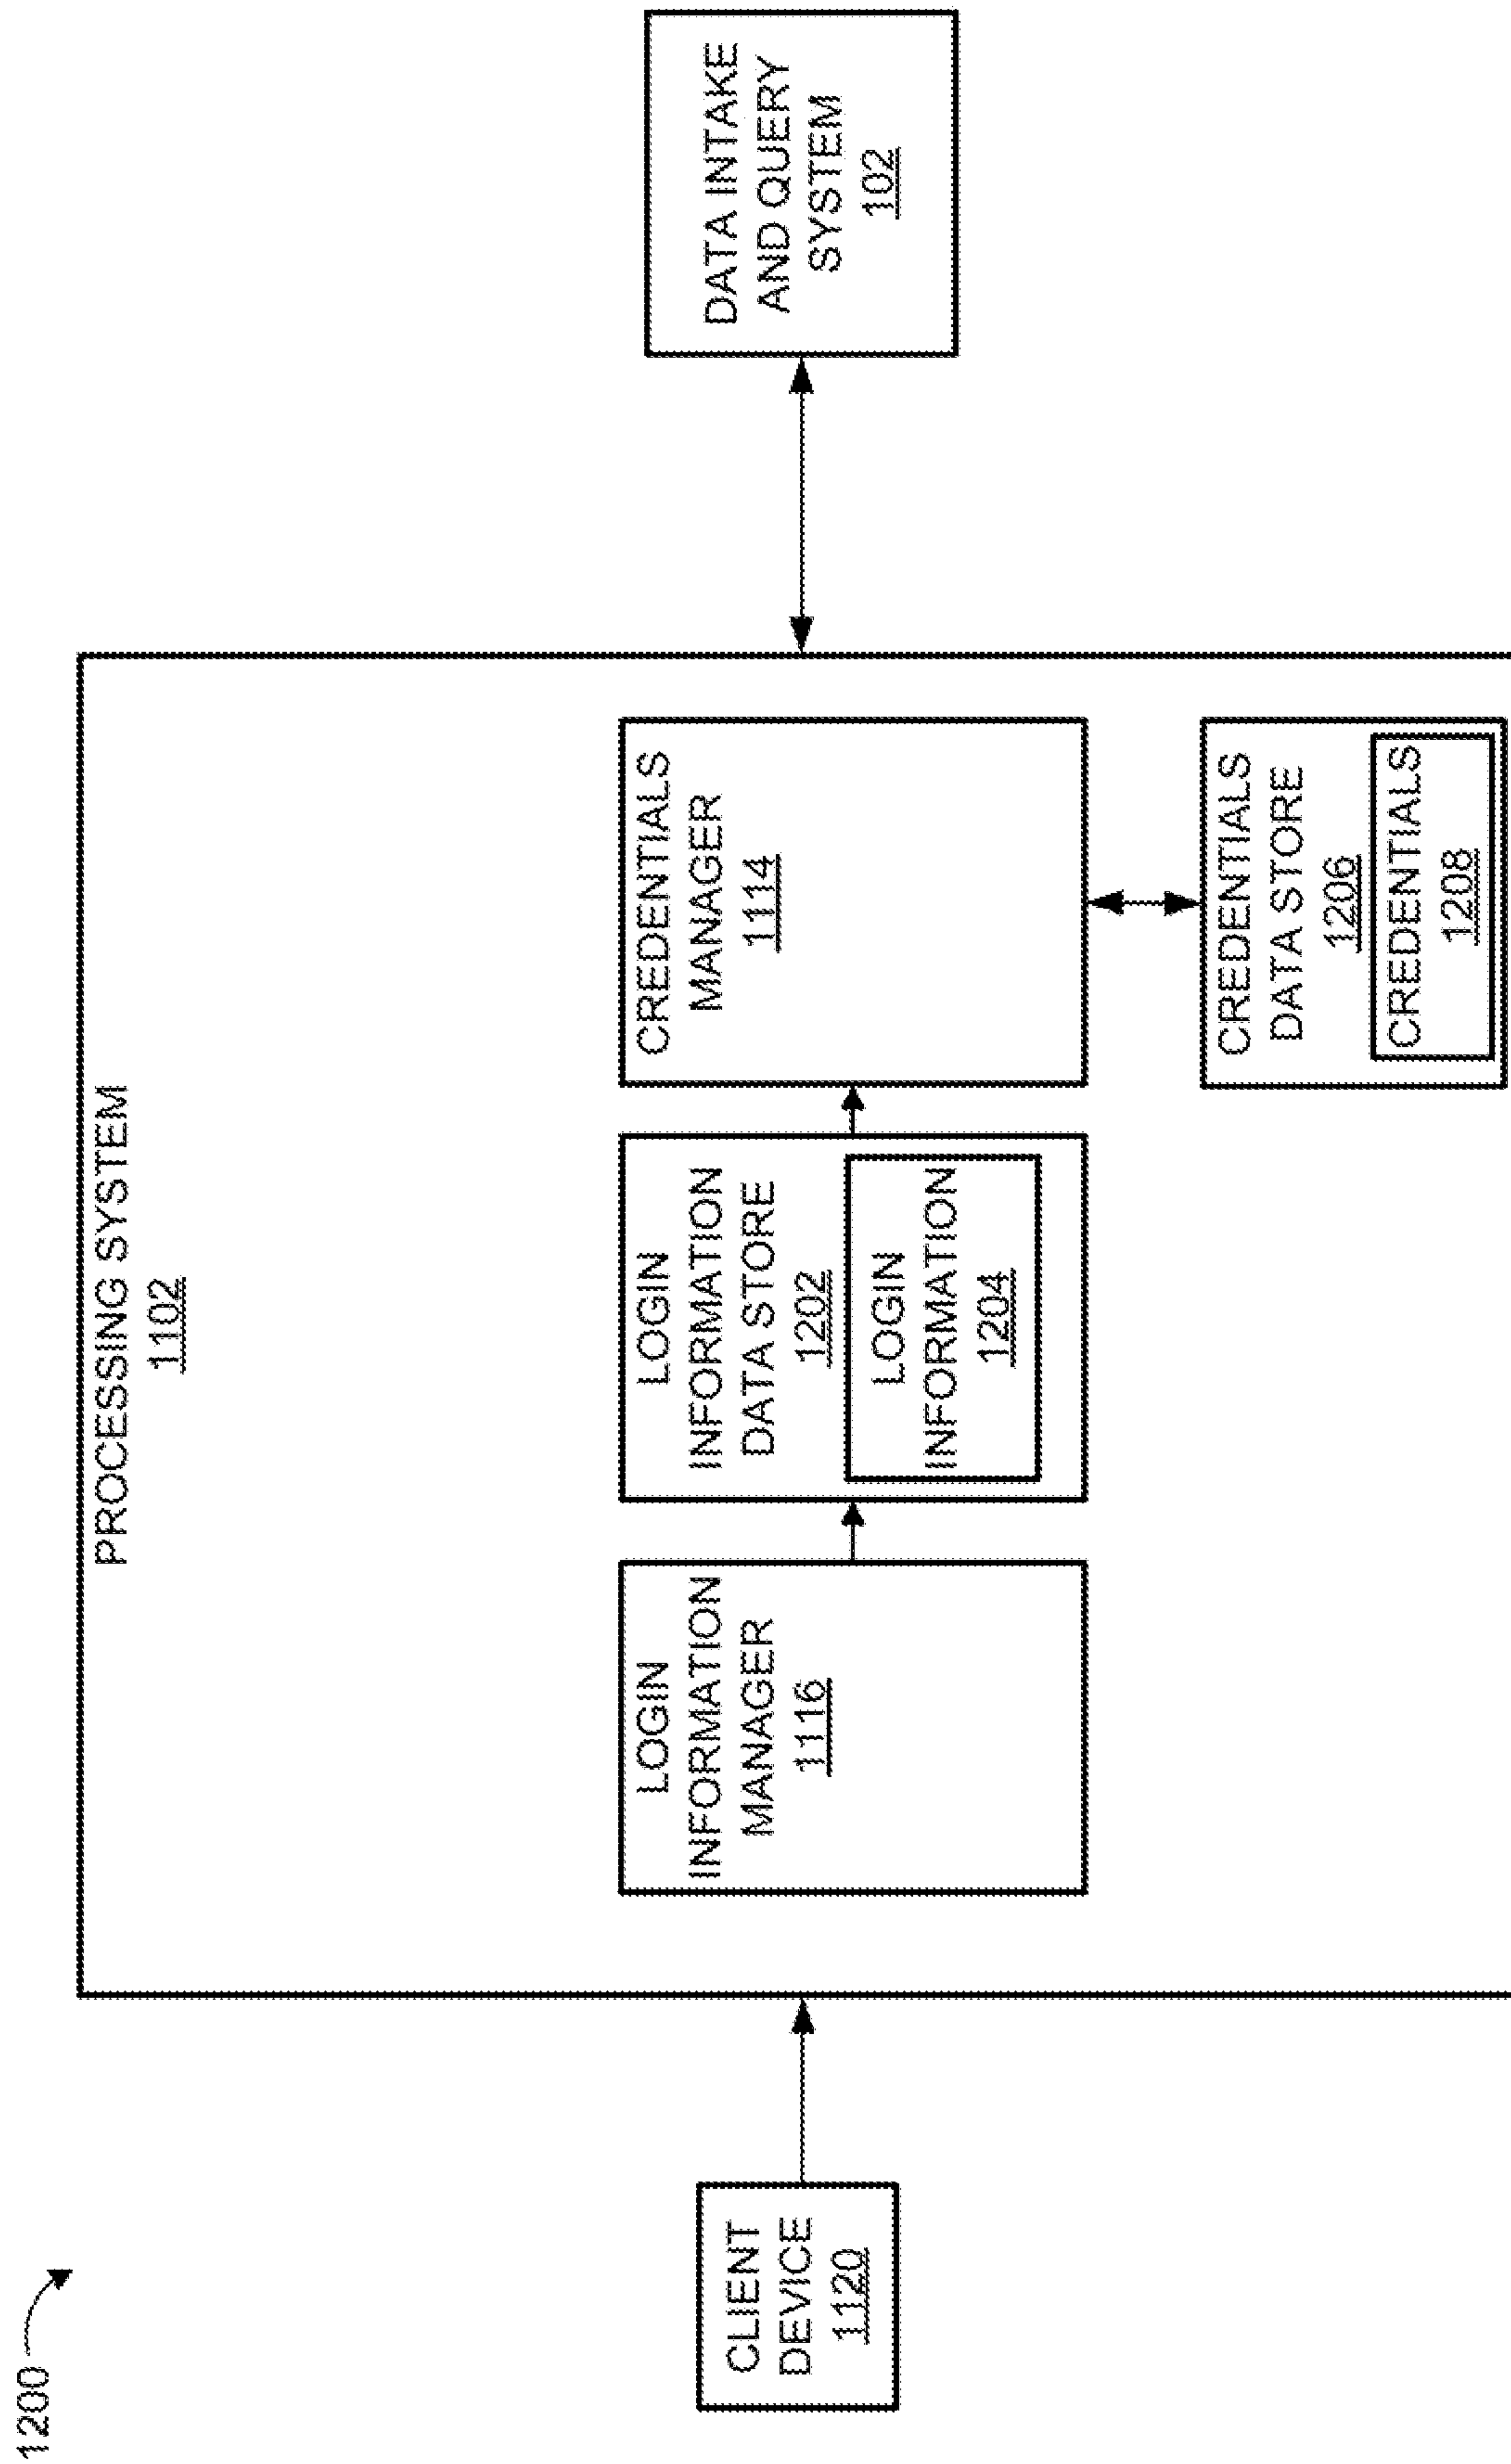 1200
PROCESSING SYSTEM
1102
CLIENT
DEVICE
1120
LOGIN
INFORMATION
MANAGER
1116
LOGIN
INFORMATION
DATA STORE
1202
LOGIN
INFORMATION
1204
CREDENTIALS
MANAGER
1114
CREDENTIALS
DATA STORE
1206
CREDENTIALS
1208
DATA INTAKE
AND QUERY
SYSTEM
102